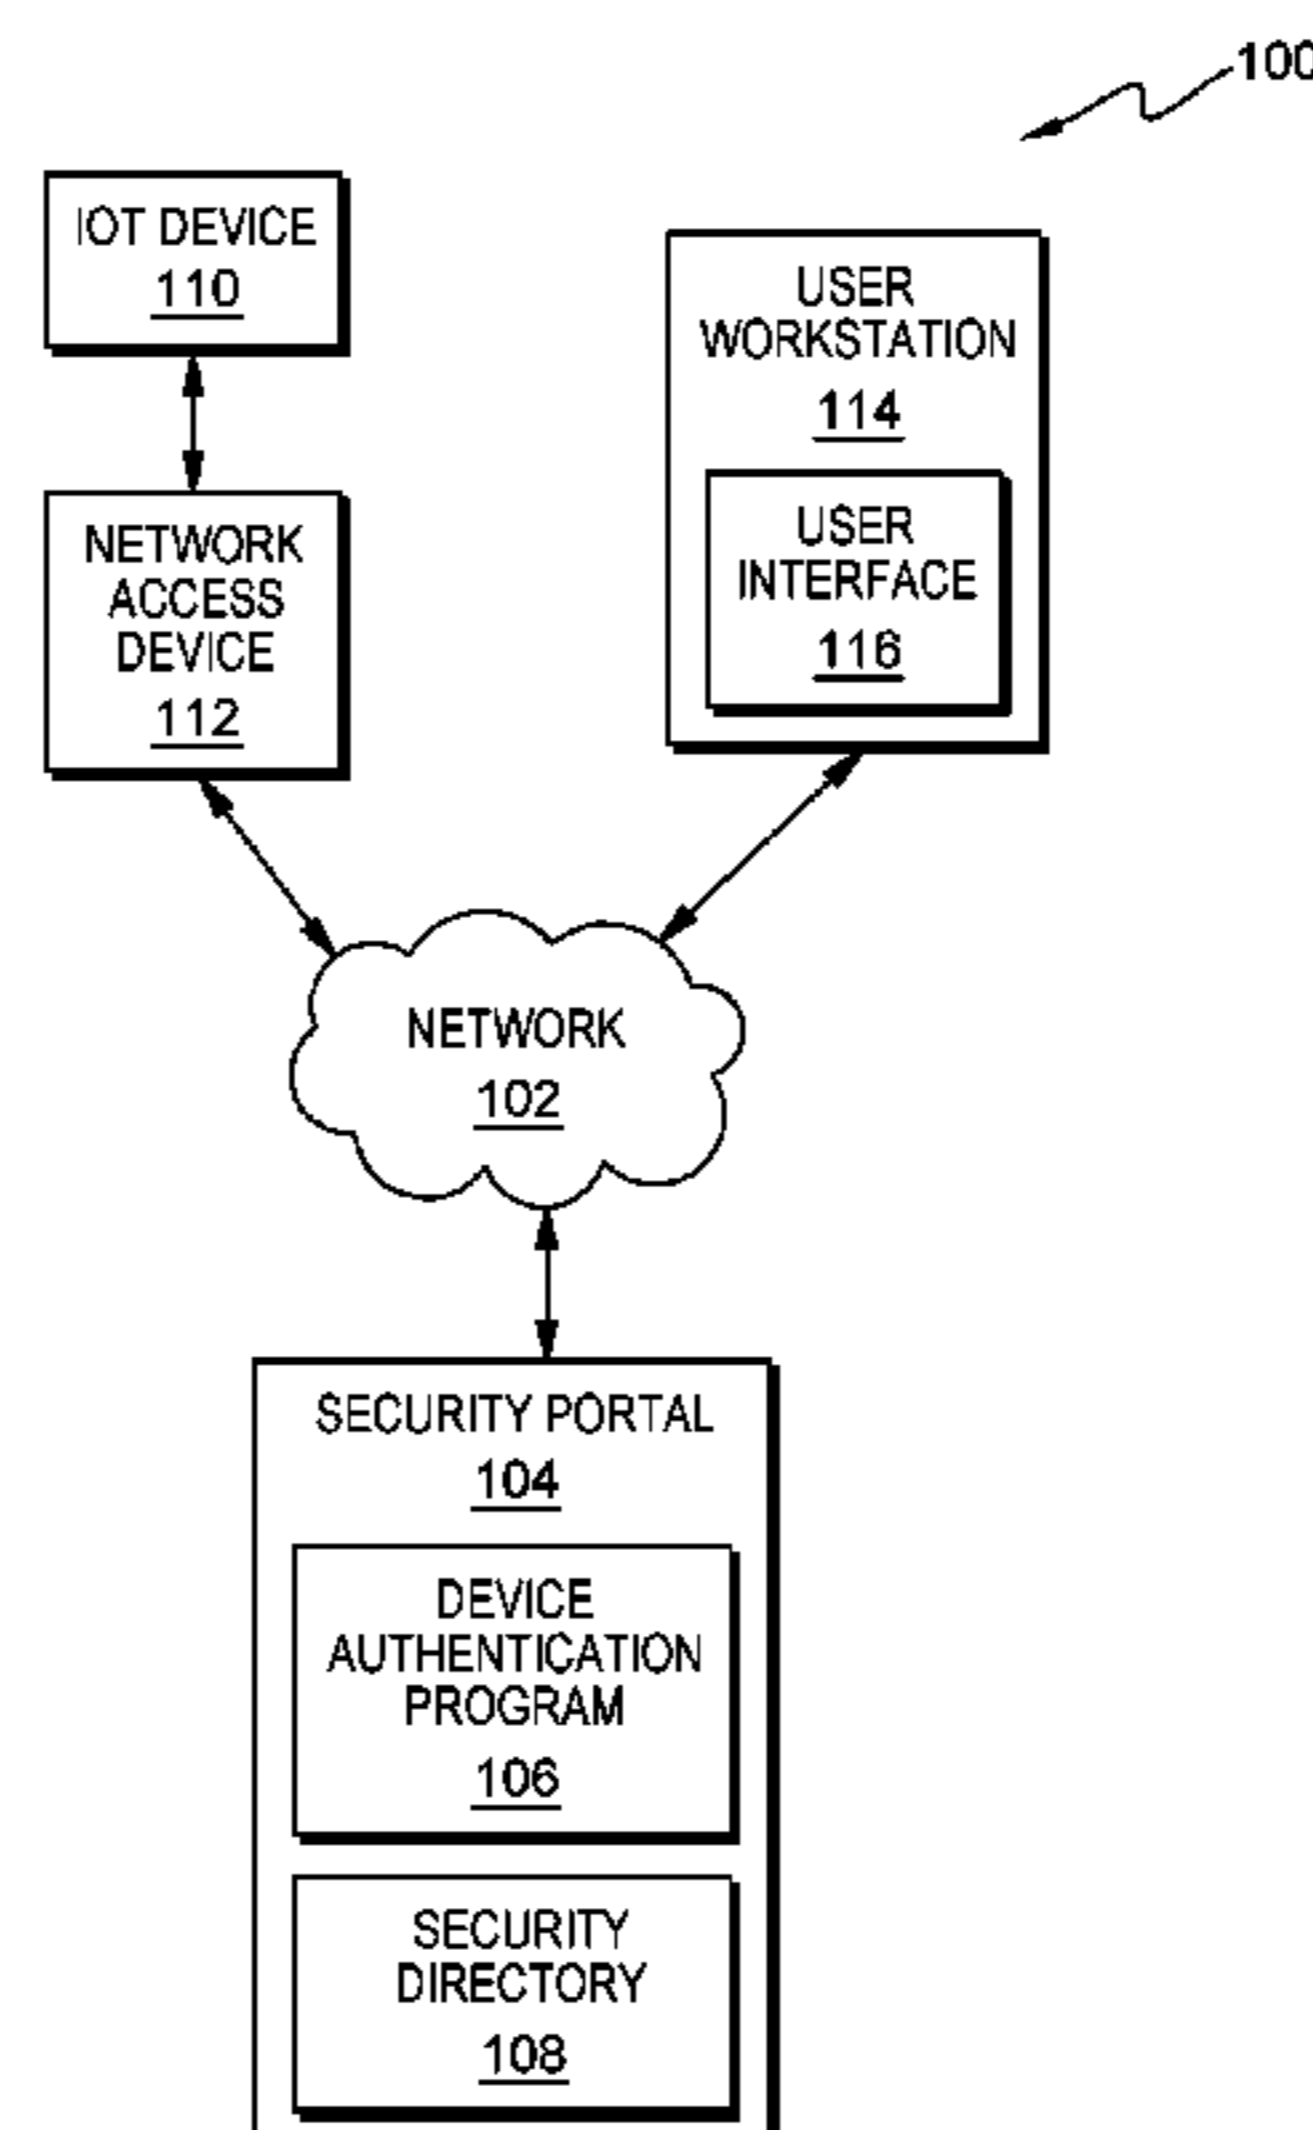 100
IOT DEVICE
110
USER
WORKSTATION
114
NETWORK
ACCESS
DEVICE
112
USER
INTERFACE
116
NETWORK
102
SECURITY PORTAL
104
DEVICE
AUTHENTICATION
PROGRAM
106
SECURITY
DIRECTORY
108